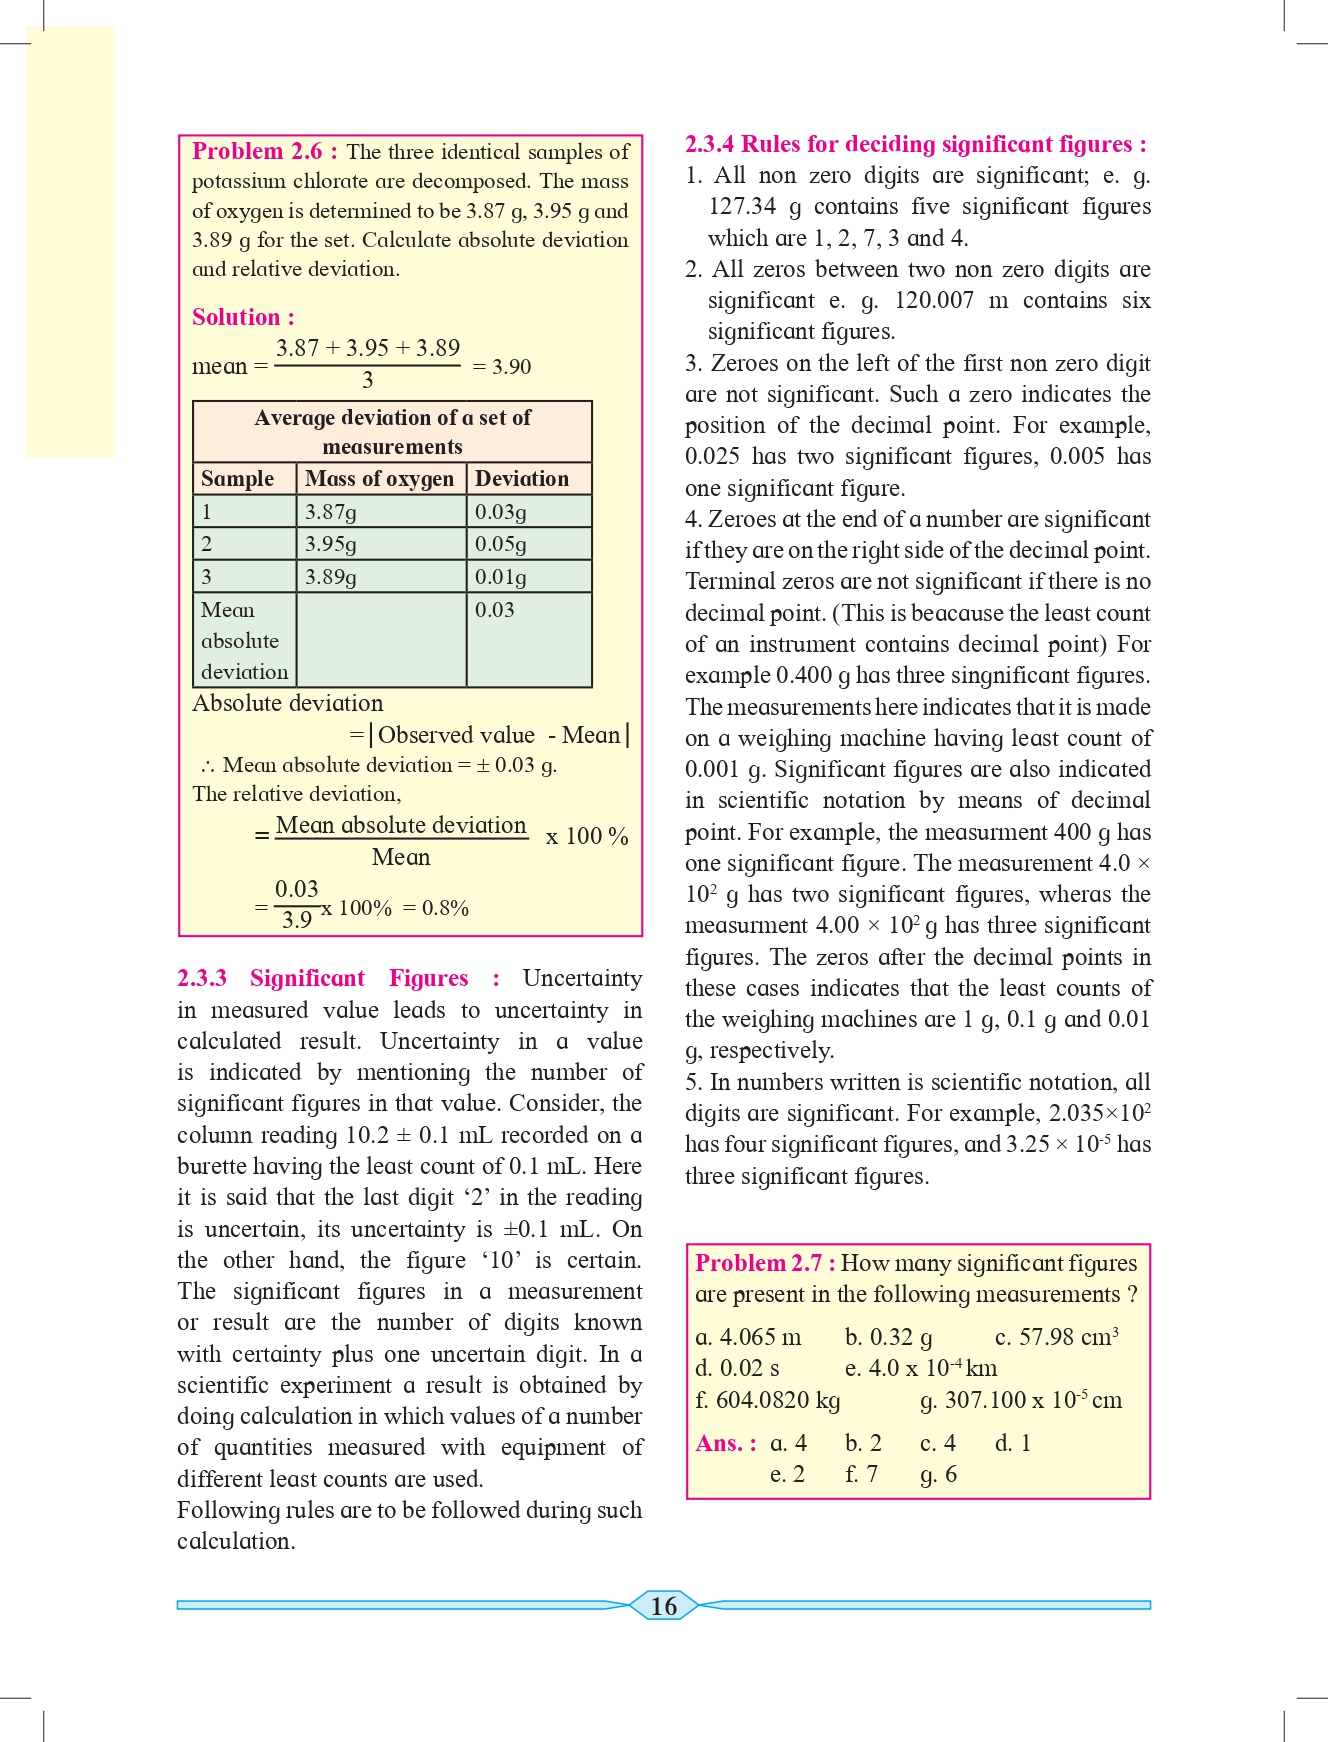 Problem 2.6 : The three identical samples of
potassium chlorate are decomposed. The mass
of oxygen is determined to be 3.87 g, 3.95 g and
3.89 g for the set. Calculate absolute deviation
and relative deviation.
Solution :
mean = 3.87 + 3.95 + 3.89 / 3 = 3.90
Average deviation of a set of
measurements
Sample Mass of oxygen Deviation
1 3.87g 0.03g
2 3.95g 0.05g
3 3.89g 0.01g
Mean 0.03
absolute
deviation
Absolute deviation
= |Observed value - Mean|
∴ Mean absolute deviation = ± 0.03 g.
The relative deviation,
= Mean absolute deviation / Mean x 100 %
= 0.03 / 3.9 x 100% = 0.8%
2.3.3 Significant Figures : Uncertainty
in measured value leads to uncertainty in
calculated result. Uncertainty in a value
is indicated by mentioning the number of
significant figures in that value. Consider, the
column reading 10.2 ± 0.1 mL recorded on a
burette having the least count of 0.1 mL. Here
it is said that the last digit ‘2’ in the reading
is uncertain, its uncertainty is ±0.1 mL. On
the other hand, the figure ‘10’ is certain.
The significant figures in a measurement
or result are the number of digits known
with certainty plus one uncertain digit. In a
scientific experiment a result is obtained by
doing calculation in which values of a number
of quantities measured with equipment of
different least counts are used.
Following rules are to be followed during such
calculation.
2.3.4 Rules for deciding significant figures :
1. All non zero digits are significant; e. g.
127.34 g contains five significant figures
which are 1, 2, 7, 3 and 4.
2. All zeros between two non zero digits are
significant e. g. 120.007 m contains six
significant figures.
3. Zeroes on the left of the first non zero digit
are not significant. Such a zero indicates the
position of the decimal point. For example,
0.025 has two significant figures, 0.005 has
one significant figure.
4. Zeroes at the end of a number are significant
if they are on the right side of the decimal point.
Terminal zeros are not significant if there is no
decimal point. (This is beacause the least count
of an instrument contains decimal point) For
example 0.400 g has three singnificant figures.
The measurements here indicates that it is made
on a weighing machine having least count of
0.001 g. Significant figures are also indicated
in scientific notation by means of decimal
point. For example, the measurment 400 g has
one significant figure. The measurement 4.0 ×
10² g has two significant figures, wheras the
measurment 4.00 × 10² g has three significant
figures. The zeros after the decimal points in
these cases indicates that the least counts of
the weighing machines are 1 g, 0.1 g and 0.01
g, respectively.
5. In numbers written is scientific notation, all
digits are significant. For example, 2.035×10²
has four significant figures, and 3.25 × 10⁻⁵ has
three significant figures.
Problem 2.7 : How many significant figures
are present in the following measurements ?
a. 4.065 m b. 0.32 g c. 57.98 cm³
d. 0.02 s e. 4.0 x 10⁻⁴ km
f. 604.0820 kg g. 307.100 x 10⁻⁵ cm
Ans. : a. 4 b. 2 c. 4 d. 1
e. 2 f. 7 g. 6
16